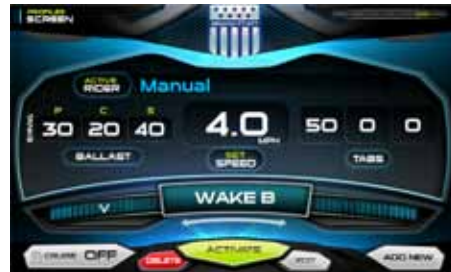 PROFILES
SCREEN
ACTIVE
RIDER
Manual
P C S
30 20 40
4.0
MPH
50 0 0
BALLAST
SET
SPEED
TABS
WAKE B
CRUISE OFF
DELETE
ACTIVATE
EDIT
ADD NEW